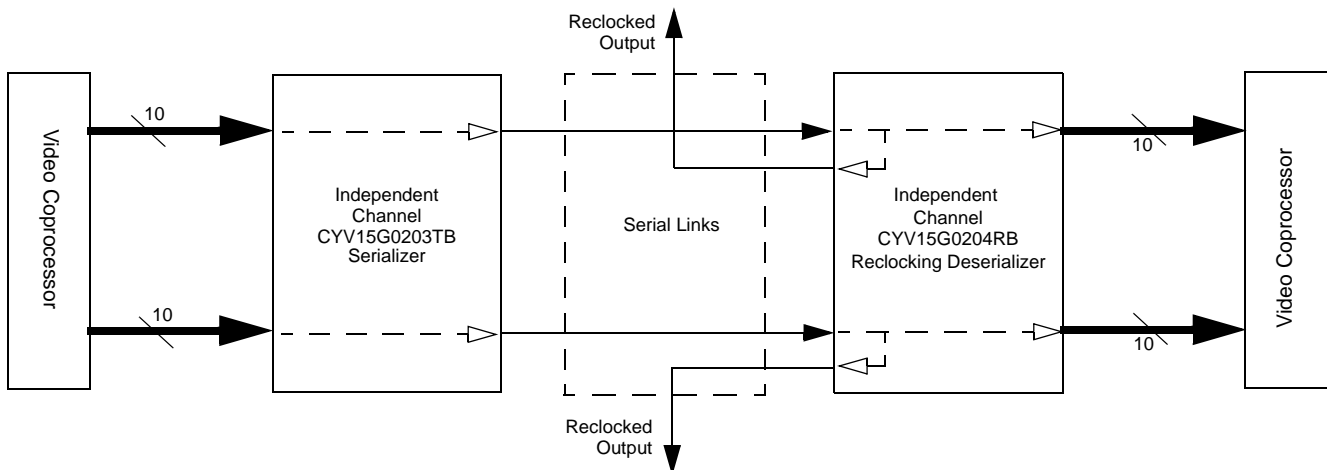 Reclocked
Output
10
10
Video Coprocessor
Independent
Channel
CYV15G0203TB
Serializer
Serial Links
Independent
Channel
CYV15G0204RB
Reclocking Deserializer
Video Coprocessor
10
10
Reclocked
Output